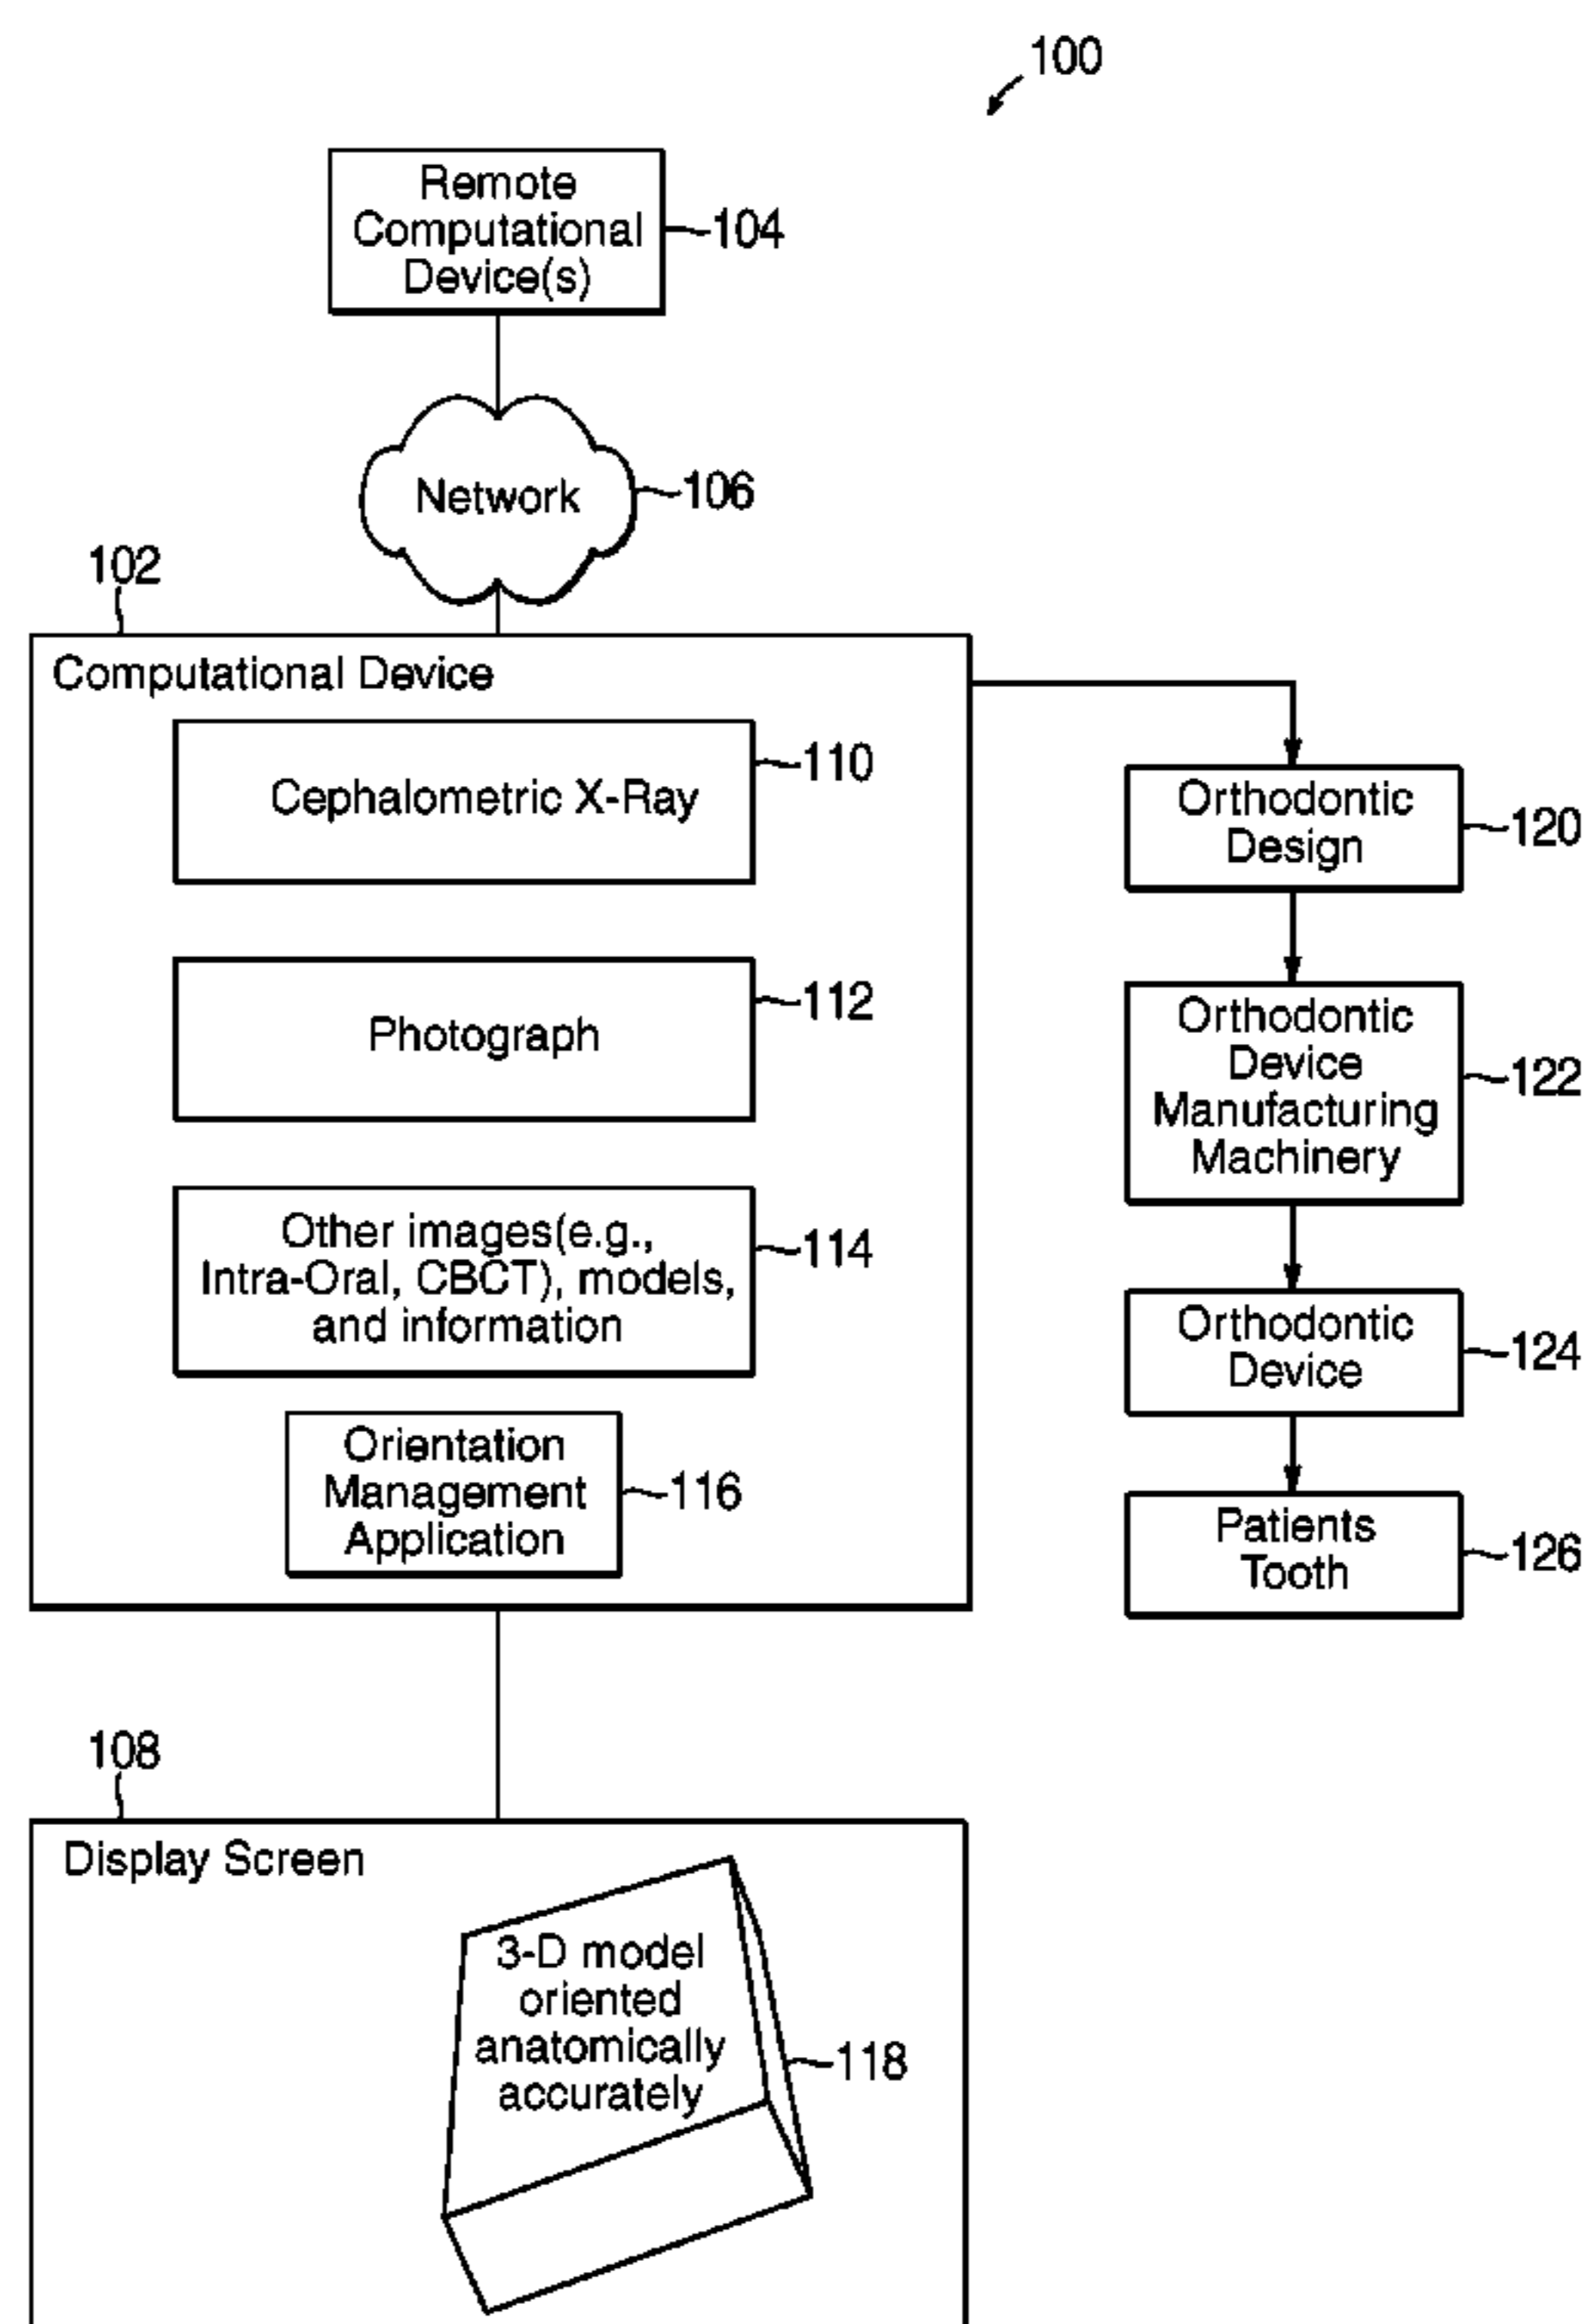 100
Remote
Computational
Device(s)
104
Network
106
102
Computational Device
Cephalometric X-Ray
110
Photograph
112
Other images(e.g.,
Intra-Oral, CBCT), models,
and information
114
Orientation
Management
Application
116
Orthodontic
Design
120
Orthodontic
Device
Manufacturing
Machinery
122
Orthodontic
Device
124
Patients
Tooth
126
108
Display Screen
3-D model
oriented
anatomically
accurately
118